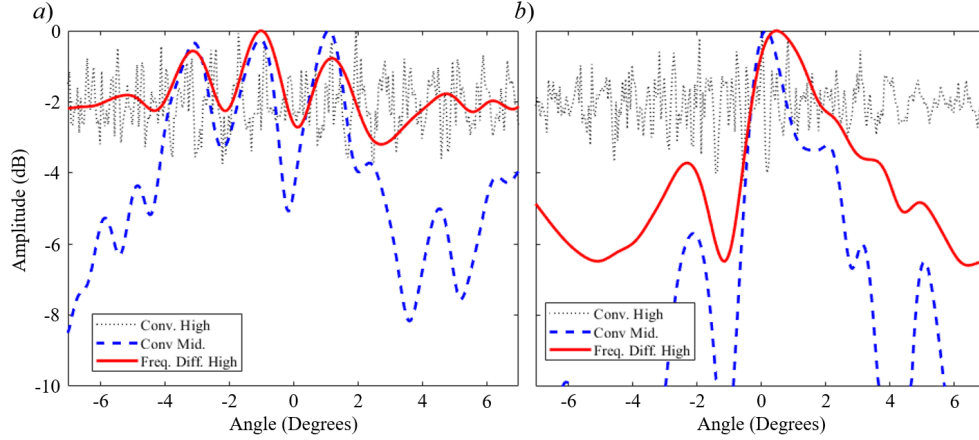 a)
b)
0
-2
-4
-6
-8
-10
Amplitude (dB)
Conv. High
Conv Mid.
Freq. Diff. High
Conv. High
Conv Mid.
Freq. Diff. High
-6 -4 -2 0 2 4 6
-6 -4 -2 0 2 4 6
Angle (Degrees)
Angle (Degrees)